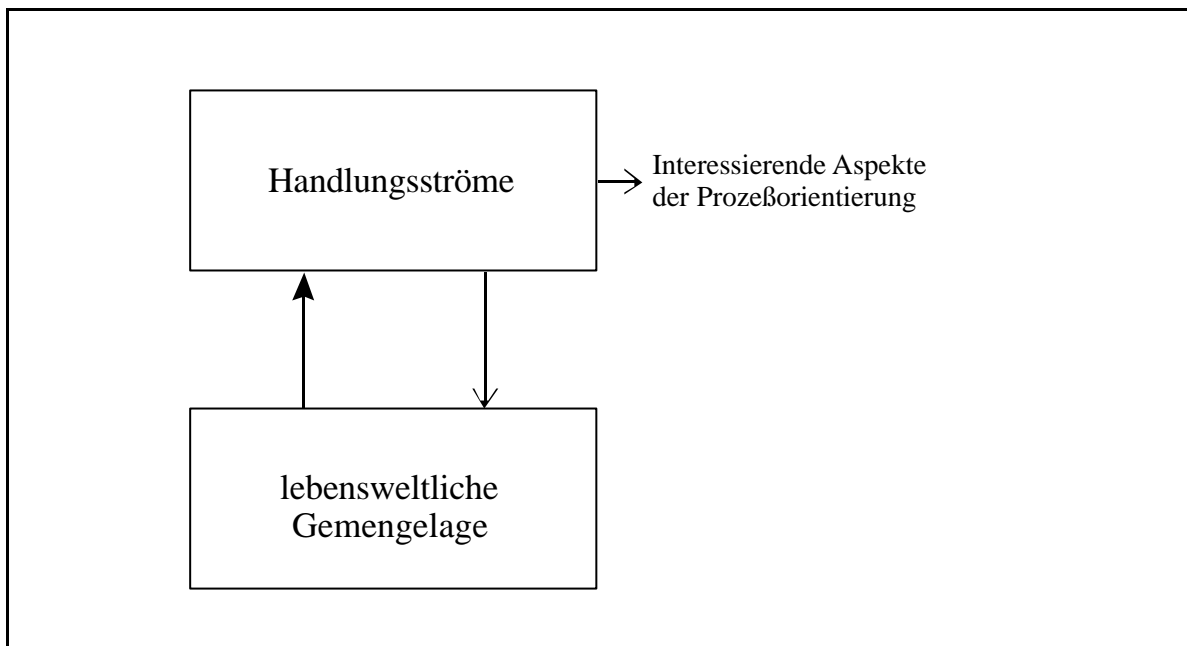 Handlungsströme
Interessierende Aspekte
der Prozeßorientierung
lebensweltliche
Gemengelage